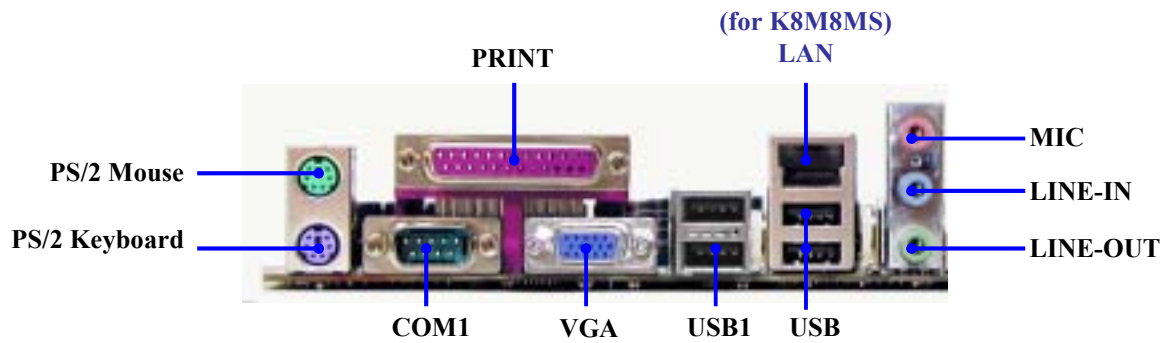 (for K8M8MS)
LAN
PRINT
MIC
PS/2 Mouse
LINE-IN
PS/2 Keyboard
LINE-OUT
COM1
VGA
USB1
USB